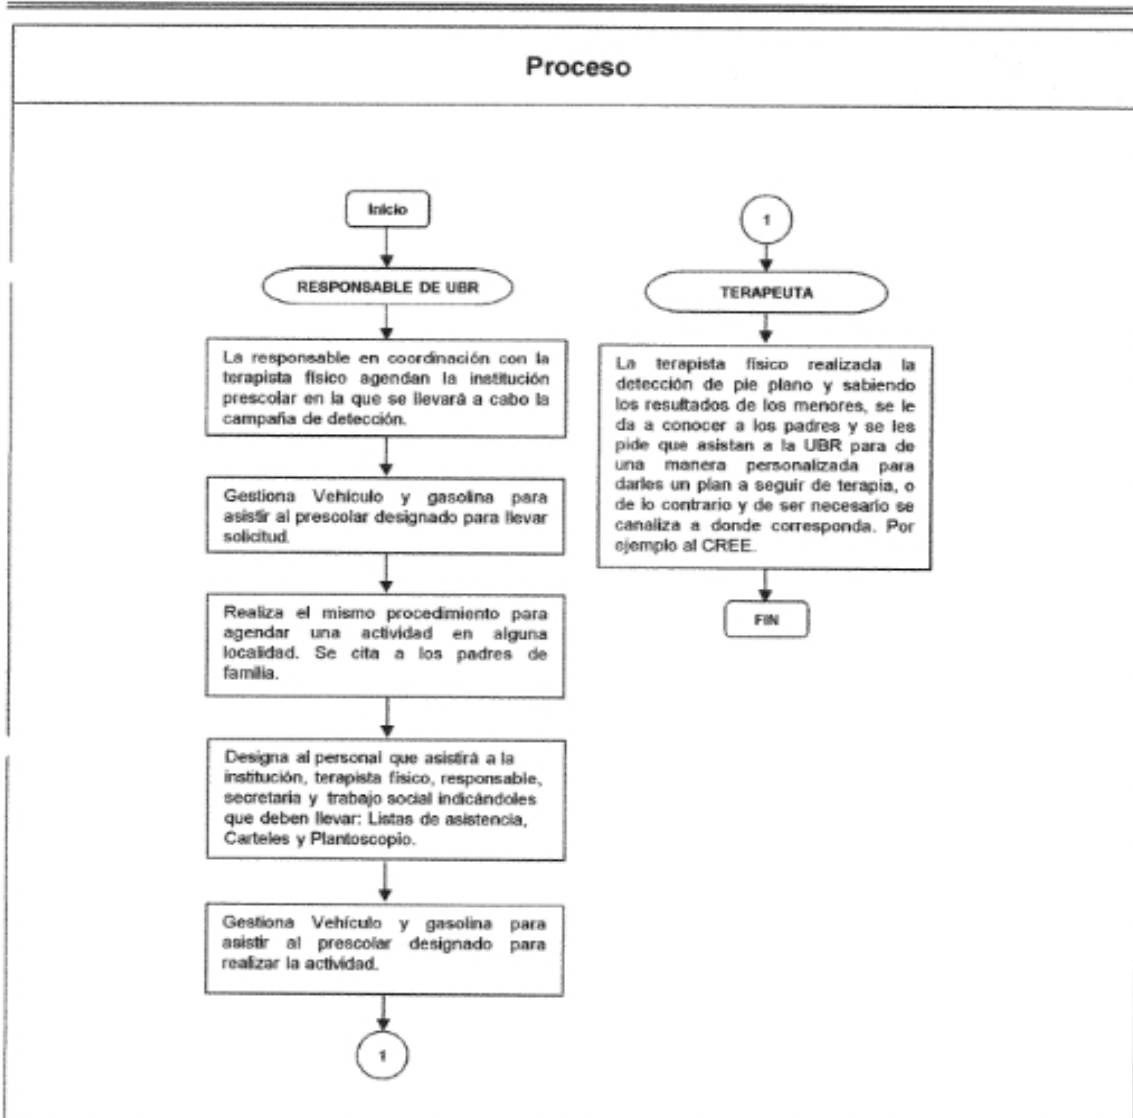 Proceso
Inicio
RESPONSABLE DE UBR
La responsable en coordinación con la
terapista físico agendan la institución
prescolar en la que se llevará a cabo la
campaña de detección.
Gestiona Vehículo y gasolina para
asistir al prescolar designado para llevar
solicitud.
Realiza el mismo procedimiento para
agendar una actividad en alguna
localidad. Se cita a los padres de
familia.
Designa al personal que asistirá a la
institución, terapista físico, responsable,
secretaria y trabajo social indicándoles
que deben llevar: Listas de asistencia,
Carteles y Plantoscopio.
Gestiona Vehículo y gasolina para
asistir al prescolar designado para
realizar la actividad.
1
1
TERAPEUTA
La terapista físico realizada la
detección de pie plano y sabiendo
los resultados de los menores, se le
da a conocer a los padres y se les
pide que asistan a la UBR para de
una manera personalizada para
darles un plan a seguir de terapia, o
de lo contrario y de ser necesario se
canaliza a donde corresponda. Por
ejemplo al CREE.
FIN